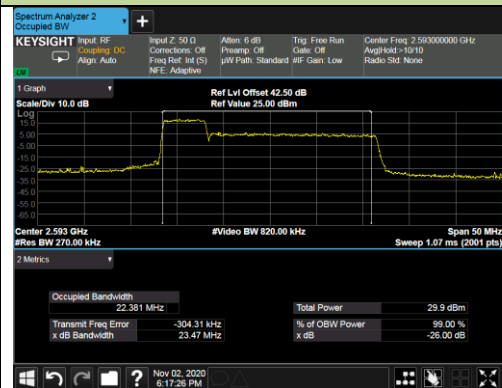 Spectrum Analyzer 2
Occupied BW
KEYSIGHT Input: RF Input Z: 50 Ω Atten: 6 dB Trig: Free Run Center Freq: 2.593000000 GHz
Coupling: DC Corrections: Off Preamp: Off Gate: Off Avg|Hold:>10/10
Align: Auto Freq Ref: Int (S) µW Path: Standard #IF Gain: Low Radio Std: None
NFE: Adaptive
LXI
1 Graph
Ref Lvl Offset 42.50 dB
Scale/Div 10.0 dB Ref Value 25.00 dBm
Log
15.0
5.00
-5.00
-15.0
-25.0
-35.0
-45.0
-55.0
-65.0
Center 2.593 GHz #Video BW 820.00 kHz Span 50 MHz
#Res BW 270.00 kHz Sweep 1.07 ms (2001 pts)
2 Metrics
Occupied Bandwidth
22.381 MHz Total Power 29.9 dBm
Transmit Freq Error -304.31 kHz % of OBW Power 99.00 %
x dB Bandwidth 23.47 MHz x dB -26.00 dB
Nov 02, 2020
6:17:26 PM